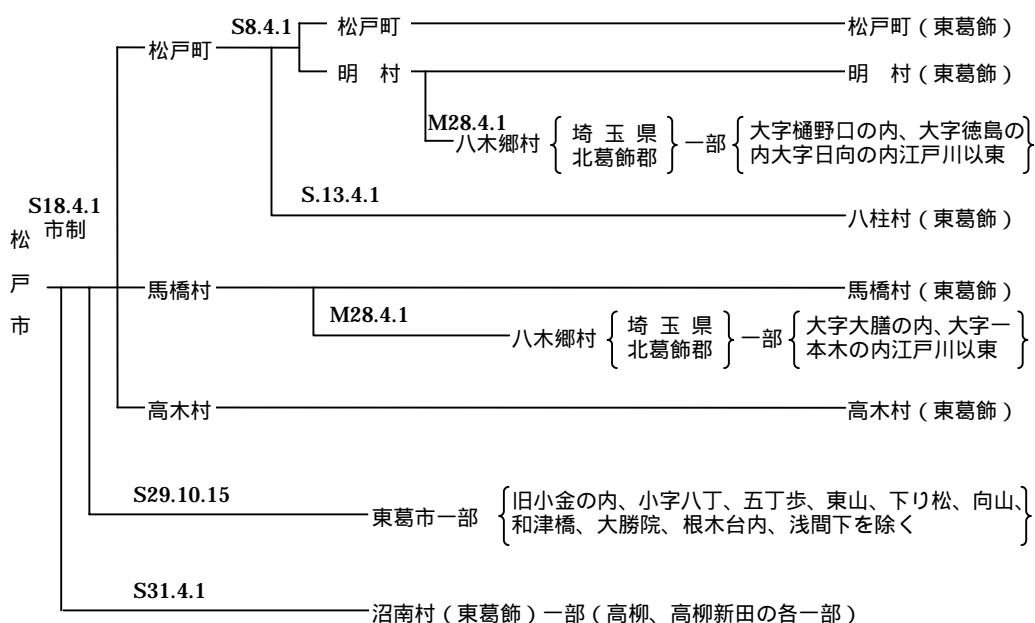 S8.4.1
松戸町
松戸町
松戸町（東葛飾）
明　村
明　村（東葛飾）
M28.4.1
八木郷村
埼玉県
北葛飾郡
一部
大字樋野口の内、大字徳島の
内大字日向の内江戸川以東
S.13.4.1
八柱村（東葛飾）
S18.4.1
市制
松戸市
馬橋村
馬橋村（東葛飾）
M28.4.1
八木郷村
埼玉県
北葛飾郡
一部
大字大膳の内、大字一
本木の内江戸川以東
高木村
高木村（東葛飾）
S29.10.15
東葛市一部
旧小金の内、小字八丁、五丁歩、東山、下り松、向山、
和津橋、大勝院、根木台内、浅間下を除く
S31.4.1
沼南村（東葛飾）一部（高柳、高柳新田の各一部）